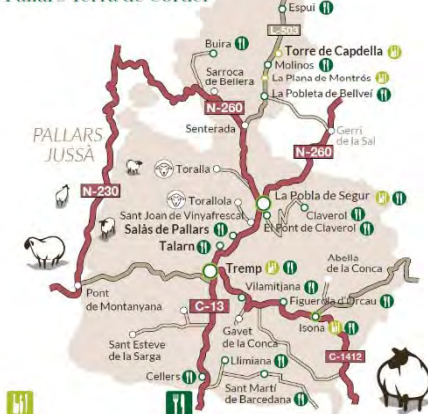 Pallars Terra de Corder
Espui
L-503
Buira
Torre de Capdella
Molinos
Sarroca
de Bellera
La Plana de Montrós
La Pobleta de Bellveí
N-260
Senterada
Gerri
de la Sal
PALLARS
JUSSÀ
N-260
Toralla
N-230
La Pobla de Segur
Torallola
Sant Joan de Vinyafrescal
Claverol
El Pont de Claverol
Salàs de Pallars
Talarn
Abella
de la Conca
Tremp
Vilamitjana
Pont
de Montanyana
Figuerola d'Orcau
C-13
Isona
Gavet
de la Conca
Sant Esteve
de la Sarga
C-1412
Llimiana
Cellers
Sant Martí
de Barcedana